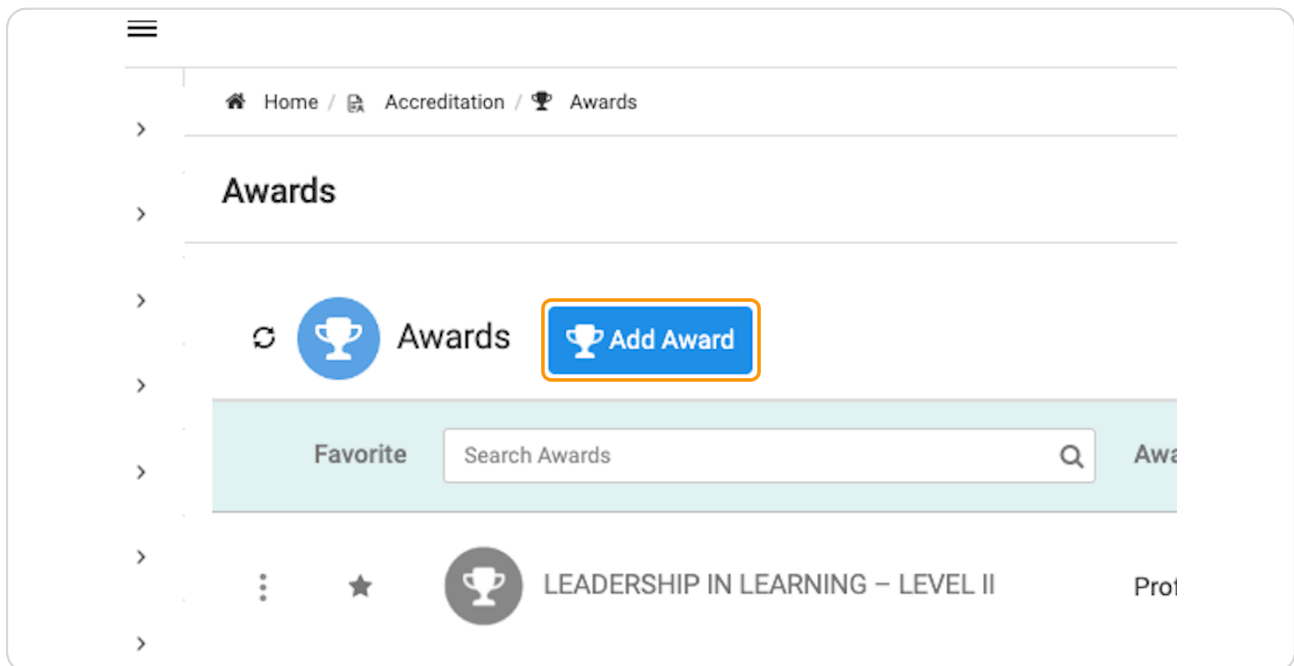 Home / Accreditation / Awards
Awards
Awards Add Award
Favorite Search Awards
LEADERSHIP IN LEARNING – LEVEL II